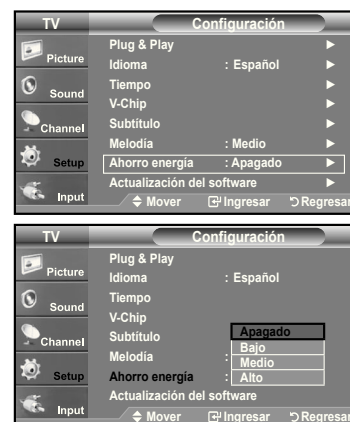 TV
Configuración
Picture
Sound
Channel
Setup
Input
Plug & Play
Idioma : Español
Tiempo
V-Chip
Subtítulo
Melodía : Medio
Ahorro energía : Apagado
Actualización del software
Mover Ingresar Regresar
TV
Configuración
Picture
Sound
Channel
Setup
Input
Plug & Play
Idioma : Español
Tiempo
V-Chip
Subtítulo
Melodía :
Ahorro energía :
Apagado
Bajo
Medio
Alto
Actualización del software
Mover Ingresar Regresar